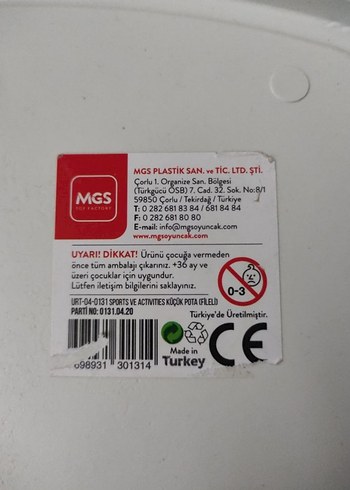 MGS
TOY FACTORY
MGS PLASTİK SAN. ve TİC. LTD. ŞTİ.
Çorlu 1. Organize San. Bölgesi
(Türkgücü OSB) 7. Cad. 32. Sok. No:8/1
59850 Çorlu / Tekirdağ / Türkiye
T: 0 282 681 83 84 / 681 84 84
F: 0 282 681 80 80
E-mail: info@mgsoyuncak.com
www.mgsoyuncak.com
UYARI! DİKKAT! Ürünü çocuğa vermeden
önce tüm ambalajı çıkarınız. +36 ay ve
üzeri çocuklar için uygundur.
Lütfen iletişim bilgilerini saklayınız.
0-3
URT-04-0131 SPORTS AND ACTIVITIES KÜÇÜK POTA (FİLELİ)
PARTİ NO: 0131.04.20
Türkiye'de Üretilmiştir.
Made in
Turkey
CE
698931 301314